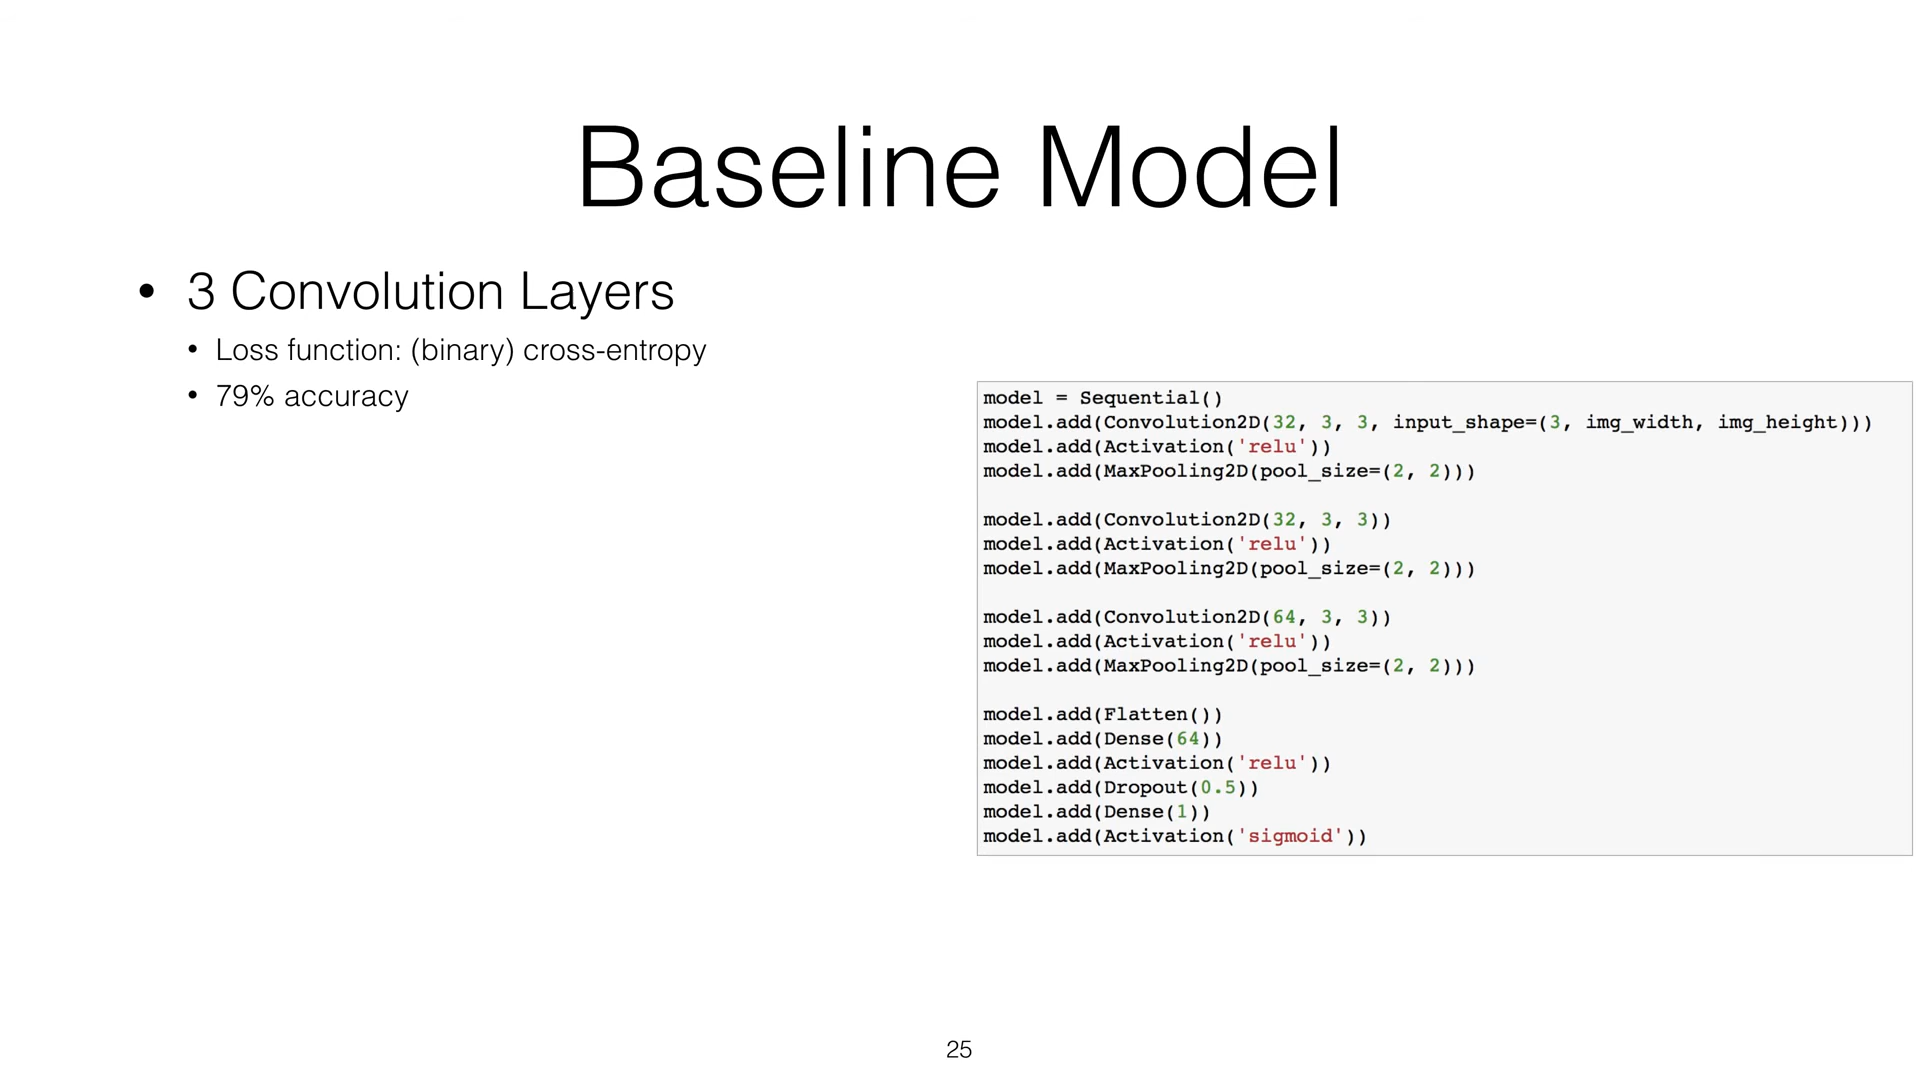 Baseline Model
• 3 Convolution Layers
• Loss function: (binary) cross-entropy
• 79% accuracy
model = Sequential()
model.add(Convolution2D(32, 3, 3, input_shape=(3, img_width, img_height)))
model.add(Activation('relu'))
model.add(MaxPooling2D(pool_size=(2, 2)))

model.add(Convolution2D(32, 3, 3))
model.add(Activation('relu'))
model.add(MaxPooling2D(pool_size=(2, 2)))

model.add(Convolution2D(64, 3, 3))
model.add(Activation('relu'))
model.add(MaxPooling2D(pool_size=(2, 2)))

model.add(Flatten())
model.add(Dense(64))
model.add(Activation('relu'))
model.add(Dropout(0.5))
model.add(Dense(1))
model.add(Activation('sigmoid'))
25